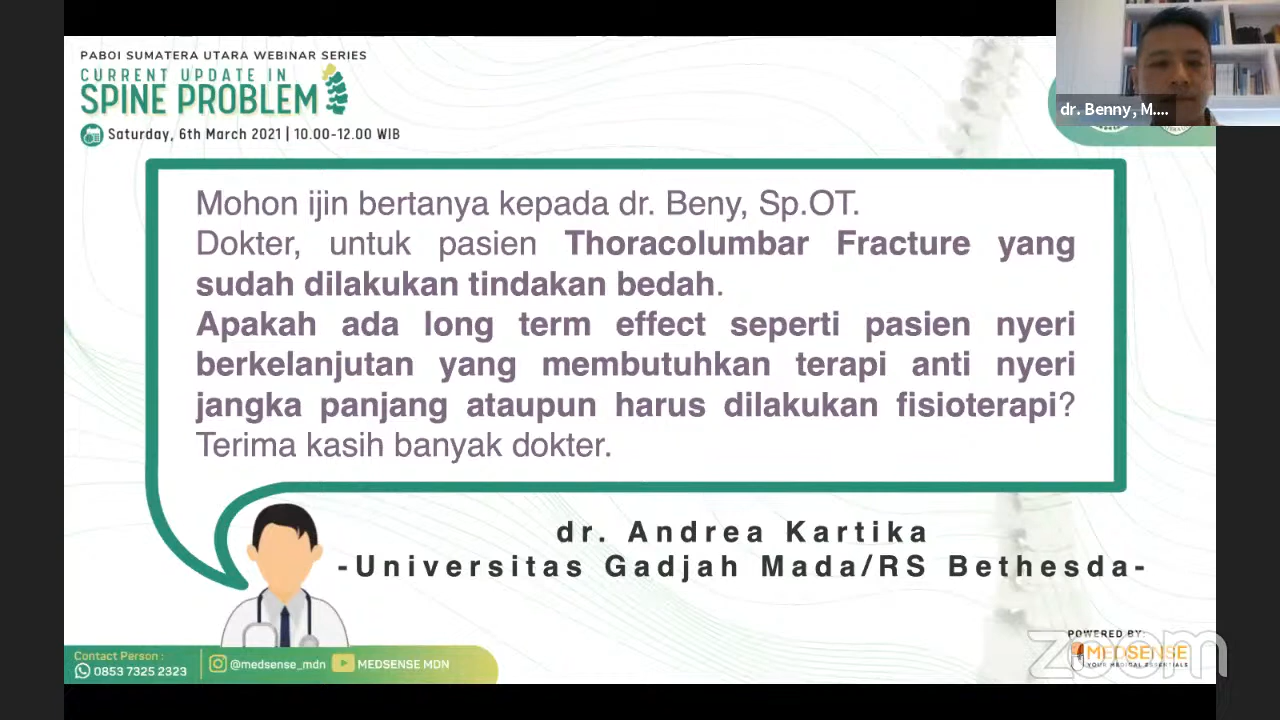 PABOI SUMATERA UTARA WEBINAR SERIES
CURRENT UPDATE IN
SPINE PROBLEM
Saturday, 6th March 2021 | 10.00-12.00 WIB
dr. Benny, M....
Mohon ijin bertanya kepada dr. Beny, Sp.OT.
Dokter, untuk pasien Thoracolumbar Fracture yang
sudah dilakukan tindakan bedah.
Apakah ada long term effect seperti pasien nyeri
berkelanjutan yang membutuhkan terapi anti nyeri
jangka panjang ataupun harus dilakukan fisioterapi?
Terima kasih banyak dokter.
dr. Andrea Kartika
-Universitas Gadjah Mada/RS Bethesda-
Contact Person :
0853 7325 2323
@medsense_mdn
MEDSENSE MDN
POWERED BY:
MEDSENSE
YOUR MEDICAL ESSENTIALS
zoom